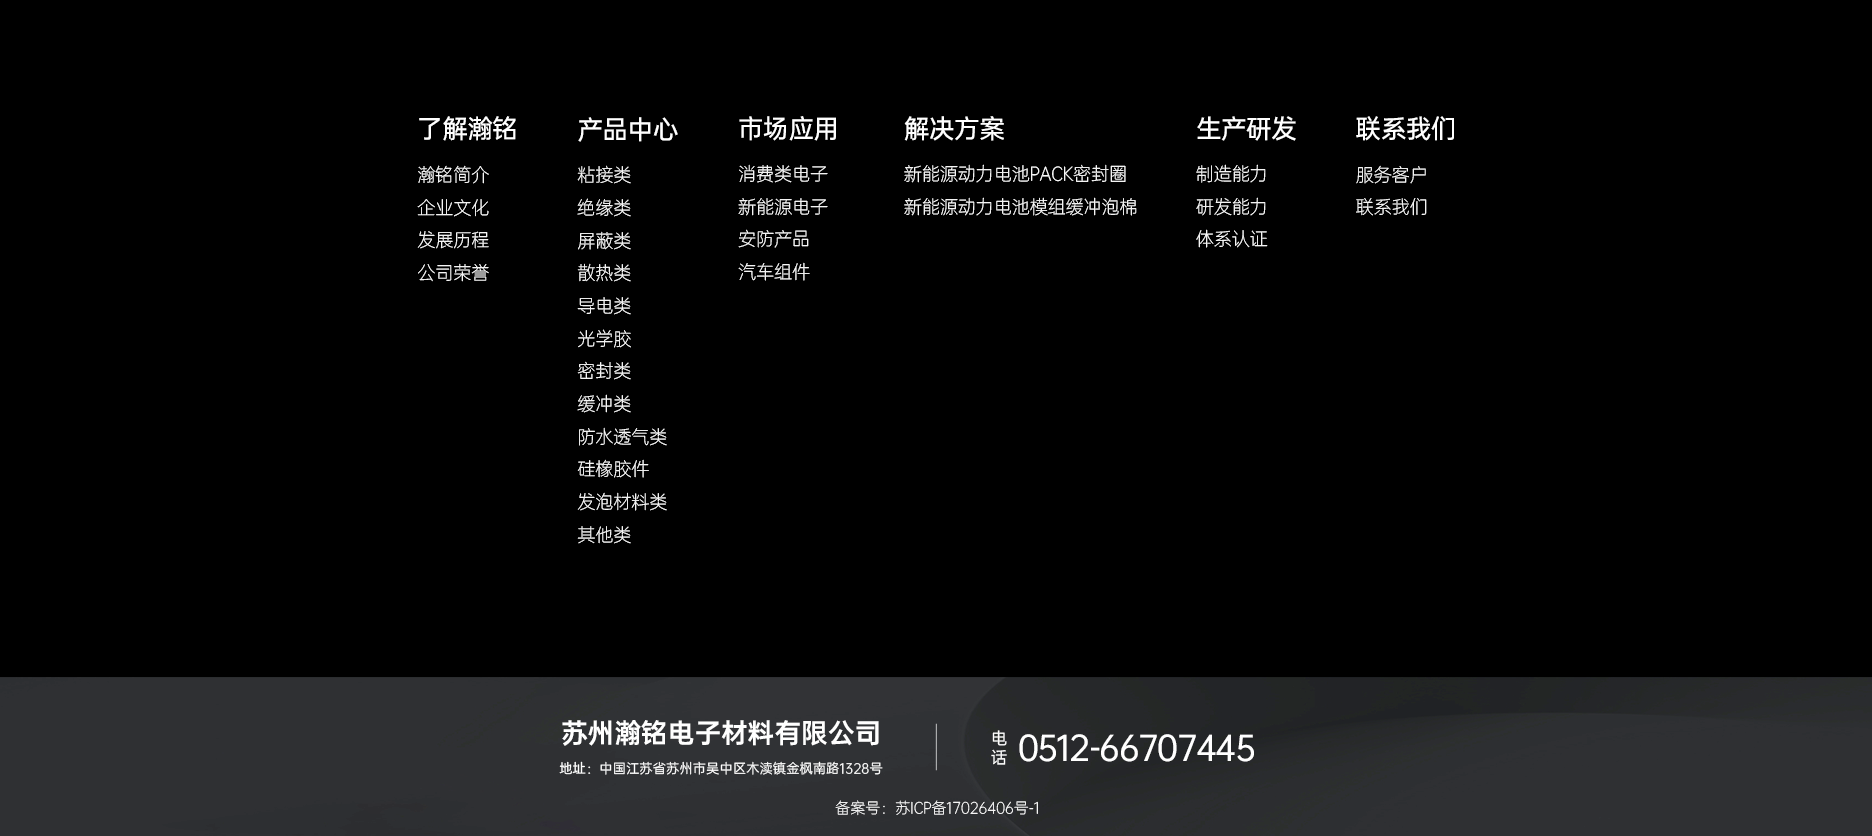 了解瀚铭
瀚铭简介
企业文化
发展历程
公司荣誉
产品中心
粘接类
绝缘类
屏蔽类
散热类
导电类
光学胶
密封类
缓冲类
防水透气类
硅橡胶件
发泡材料类
其他类
市场应用
消费类电子
新能源电子
安防产品
汽车组件
解决方案
新能源动力电池PACK密封圈
新能源动力电池模组缓冲泡棉
生产研发
制造能力
研发能力
体系认证
联系我们
服务客户
联系我们
苏州瀚铭电子材料有限公司
地址：中国江苏省苏州市吴中区木渎镇金枫南路1328号
电话 0512-66707445
备案号：苏ICP备17026406号-1